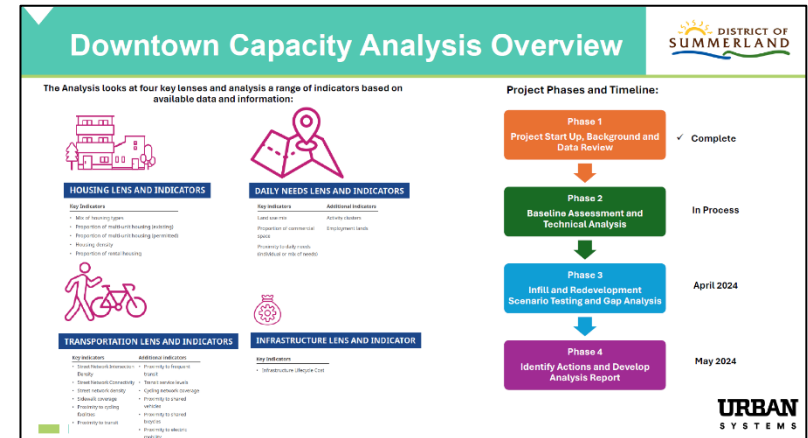 Downtown Capacity Analysis Overview
DISTRICT OF
SUMMERLAND
The Analysis looks at four key lenses and analysis a range of indicators based on
available data and information:
HOUSING LENS AND INDICATORS
Key Indicators
• Mix of housing types
• Proportion of multi-unit housing (existing)
• Proportion of multi-unit housing (permitted)
• Housing density
• Proportion of rental housing
DAILY NEEDS LENS AND INDICATORS
Key Indicators
Land use mix
Proportion of commercial
space
Proximity to daily needs
(individual or mix of needs)
Additional Indicators
Activity clusters
Employment lands
TRANSPORTATION LENS AND INDICATORS
Key Indicators
• Street Network Intersection
Density
• Street Network Connectivity
• Street network density
• Sidewalk coverage
• Proximity to cycling
facilities
• Proximity to transit
Additional Indicators
• Proximity to frequent
transit
• Transit service levels
• Cycling network coverage
• Proximity to shared
vehicles
• Proximity to shared
bicycles
• Proximity to electric
INFRASTRUCTURE LENS AND INDICATOR
Key Indicators
• Infrastructure Lifecycle Cost
Project Phases and Timeline:
Phase 1
Project Start Up, Background and
Data Review
✓ Complete
Phase 2
Baseline Assessment and
Technical Analysis
In Process
Phase 3
Infill and Redevelopment
Scenario Testing and Gap Analysis
April 2024
Phase 4
Identify Actions and Develop
Analysis Report
May 2024
URBAN
SYSTEMS